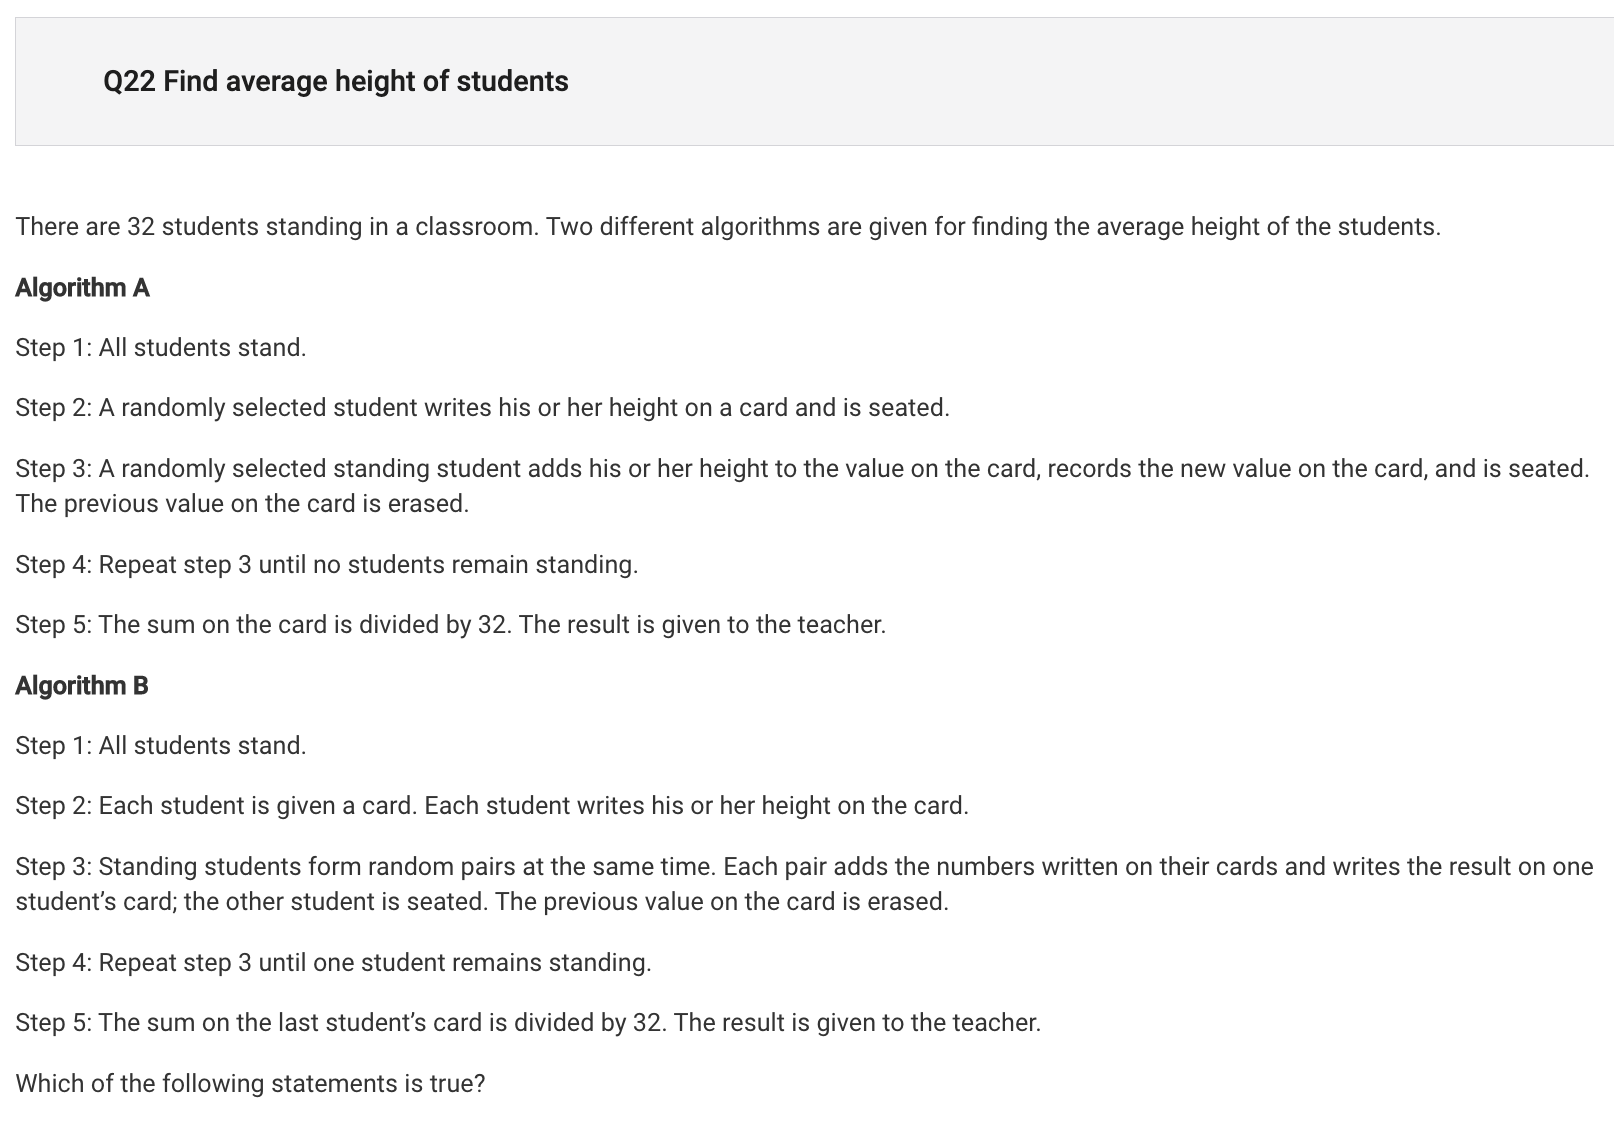 Q22 Find average height of students
There are 32 students standing in a classroom. Two different algorithms are given for finding the average height of the students.
Algorithm A
Step 1: All students stand.
Step 2: A randomly selected student writes his or her height on a card and is seated.
Step 3: A randomly selected standing student adds his or her height to the value on the card, records the new value on the card, and is seated.
The previous value on the card is erased.
Step 4: Repeat step 3 until no students remain standing.
Step 5: The sum on the card is divided by 32. The result is given to the teacher.
Algorithm B
Step 1: All students stand.
Step 2: Each student is given a card. Each student writes his or her height on the card.
Step 3: Standing students form random pairs at the same time. Each pair adds the numbers written on their cards and writes the result on one
student’s card; the other student is seated. The previous value on the card is erased.
Step 4: Repeat step 3 until one student remains standing.
Step 5: The sum on the last student’s card is divided by 32. The result is given to the teacher.
Which of the following statements is true?